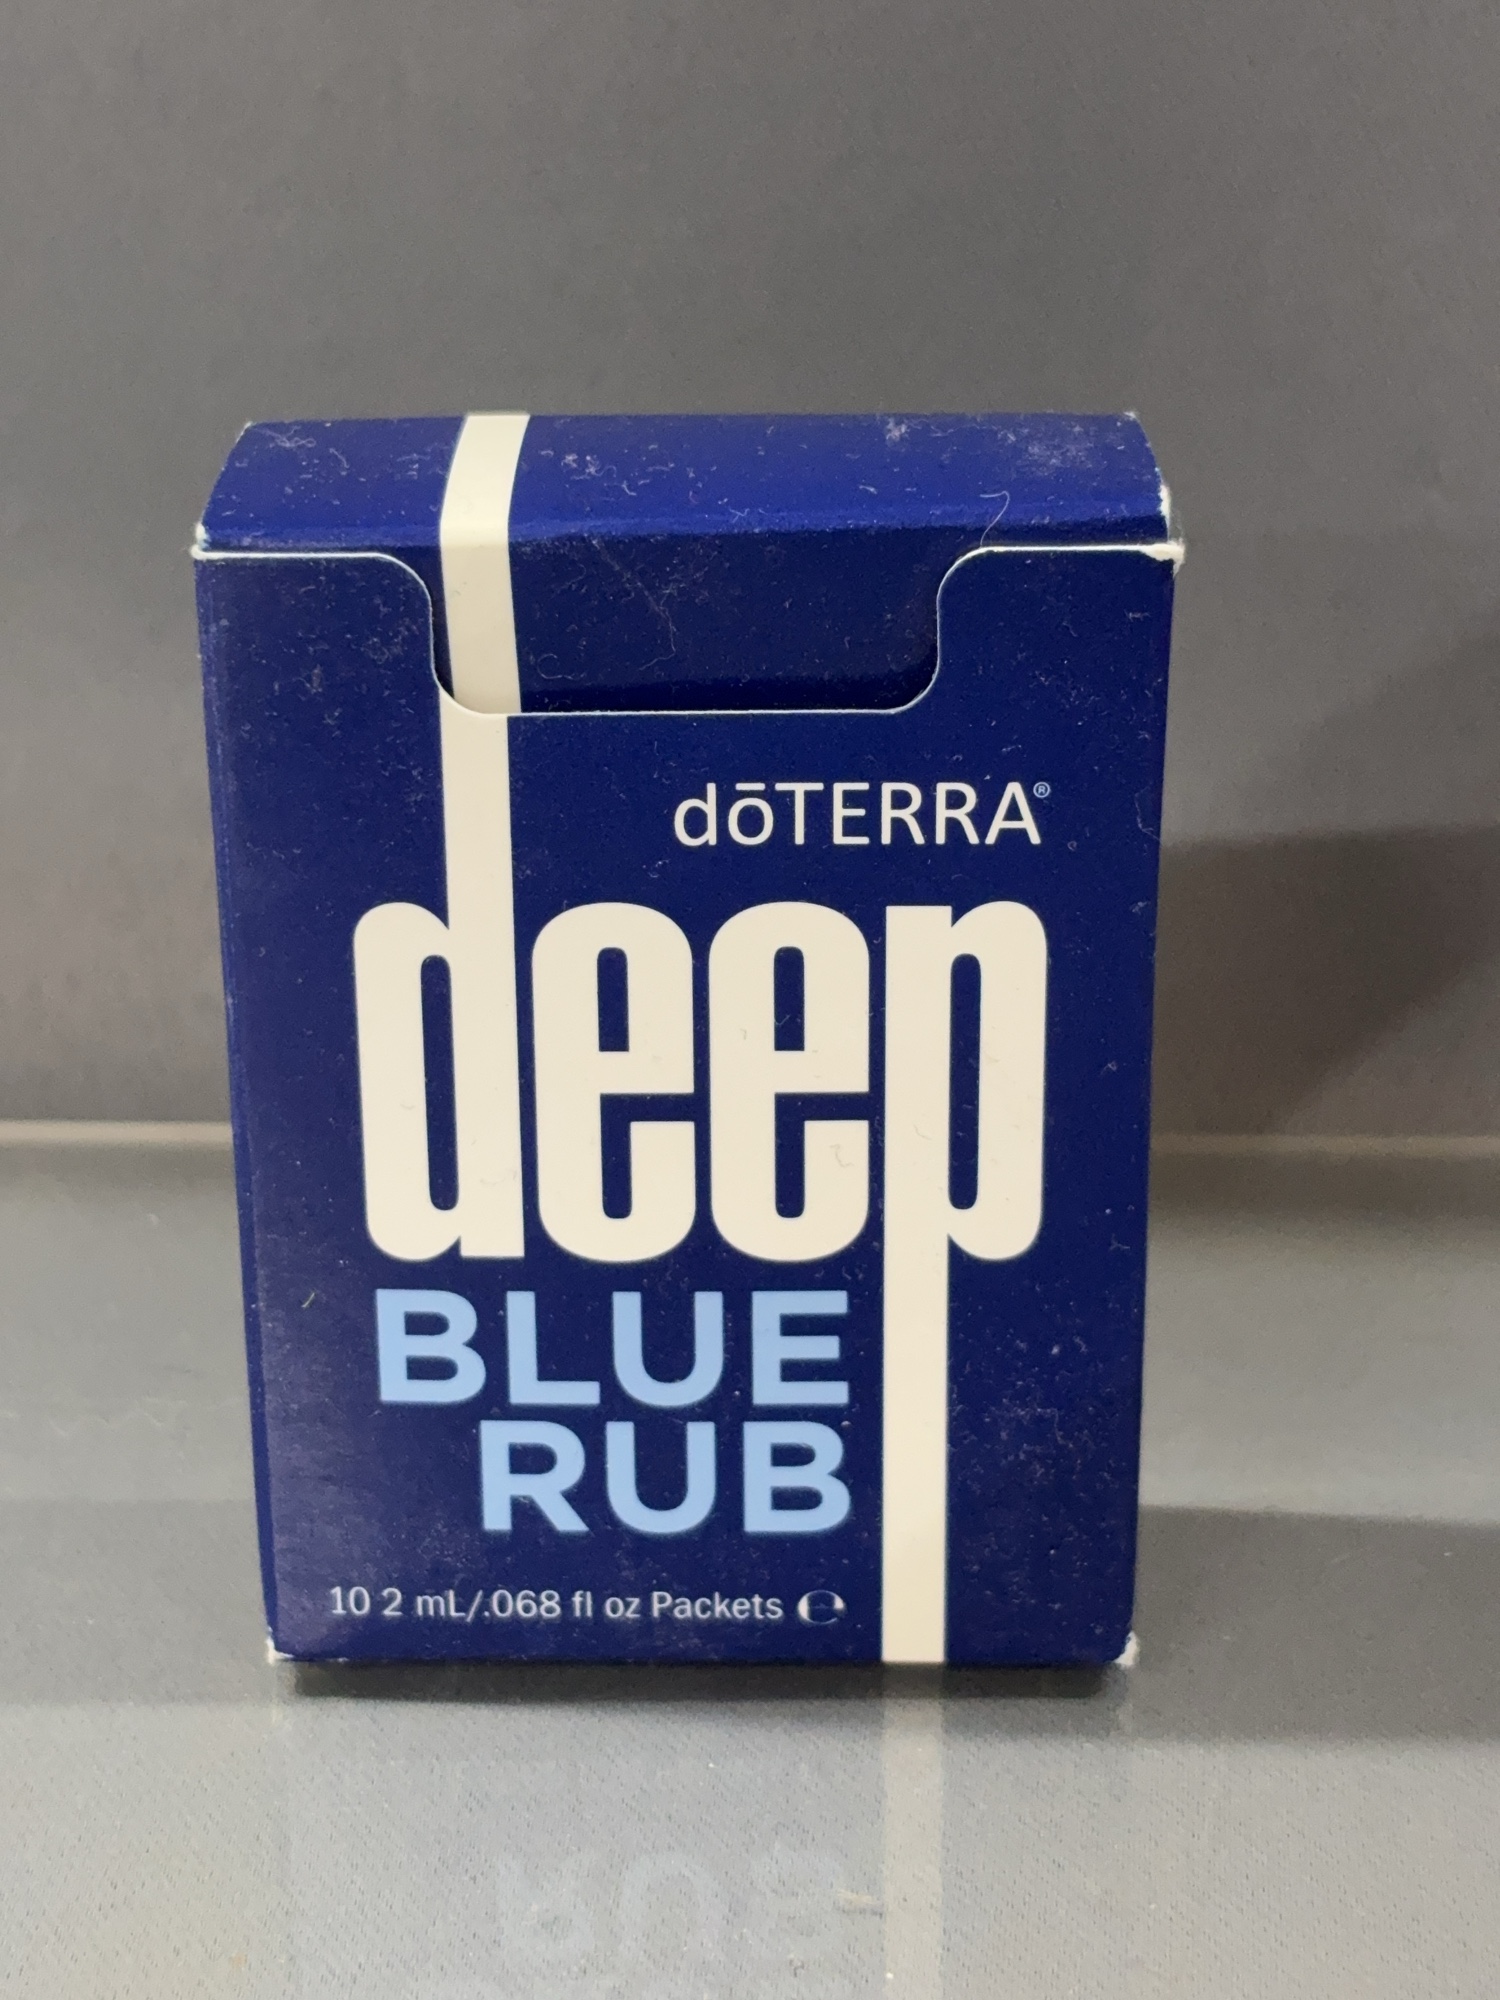 dōTERRA®
deep
BLUE
RUB
10 2 mL/.068 fl oz Packets ℮